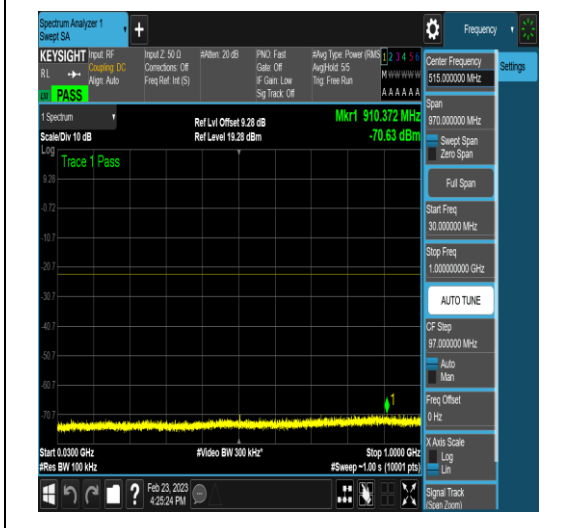 Spectrum Analyzer 1
Swept SA
+
Frequency
KEYSIGHT
RL
Input: RF
Coupling: DC
Align: Auto
Input Z: 50 Ω
Corrections: Off
Freq Ref: Int (S)
#Atten: 20 dB
PNO: Fast
Gate: Off
IF Gain: Low
Sig Track: Off
#Avg Type: Power (RMS
Avg|Hold: 5/5
Trig: Free Run
1 2 3 4 5 6
M W W W W W
A A A A A A
PASS
1 Spectrum
Scale/Div 10 dB
Ref Lvl Offset 9.28 dB
Ref Level 19.28 dBm
Mkr1 910.372 MHz
-70.63 dBm
Log
Trace 1 Pass
9.28
-0.72
-10.7
-20.7
-30.7
-40.7
-50.7
-60.7
-70.7
1
Start 0.0300 GHz
#Res BW 100 kHz
#Video BW 300 kHz*
Stop 1.0000 GHz
#Sweep ~1.00 s (10001 pts)
Feb 23, 2023
4:25:24 PM
Center Frequency
515.000000 MHz
Settings
Span
970.000000 MHz
Swept Span
Zero Span
Full Span
Start Freq
30.000000 MHz
Stop Freq
1.000000000 GHz
AUTO TUNE
CF Step
97.000000 MHz
Auto
Man
Freq Offset
0 Hz
X Axis Scale
Log
Lin
Signal Track
(Span Zoom)